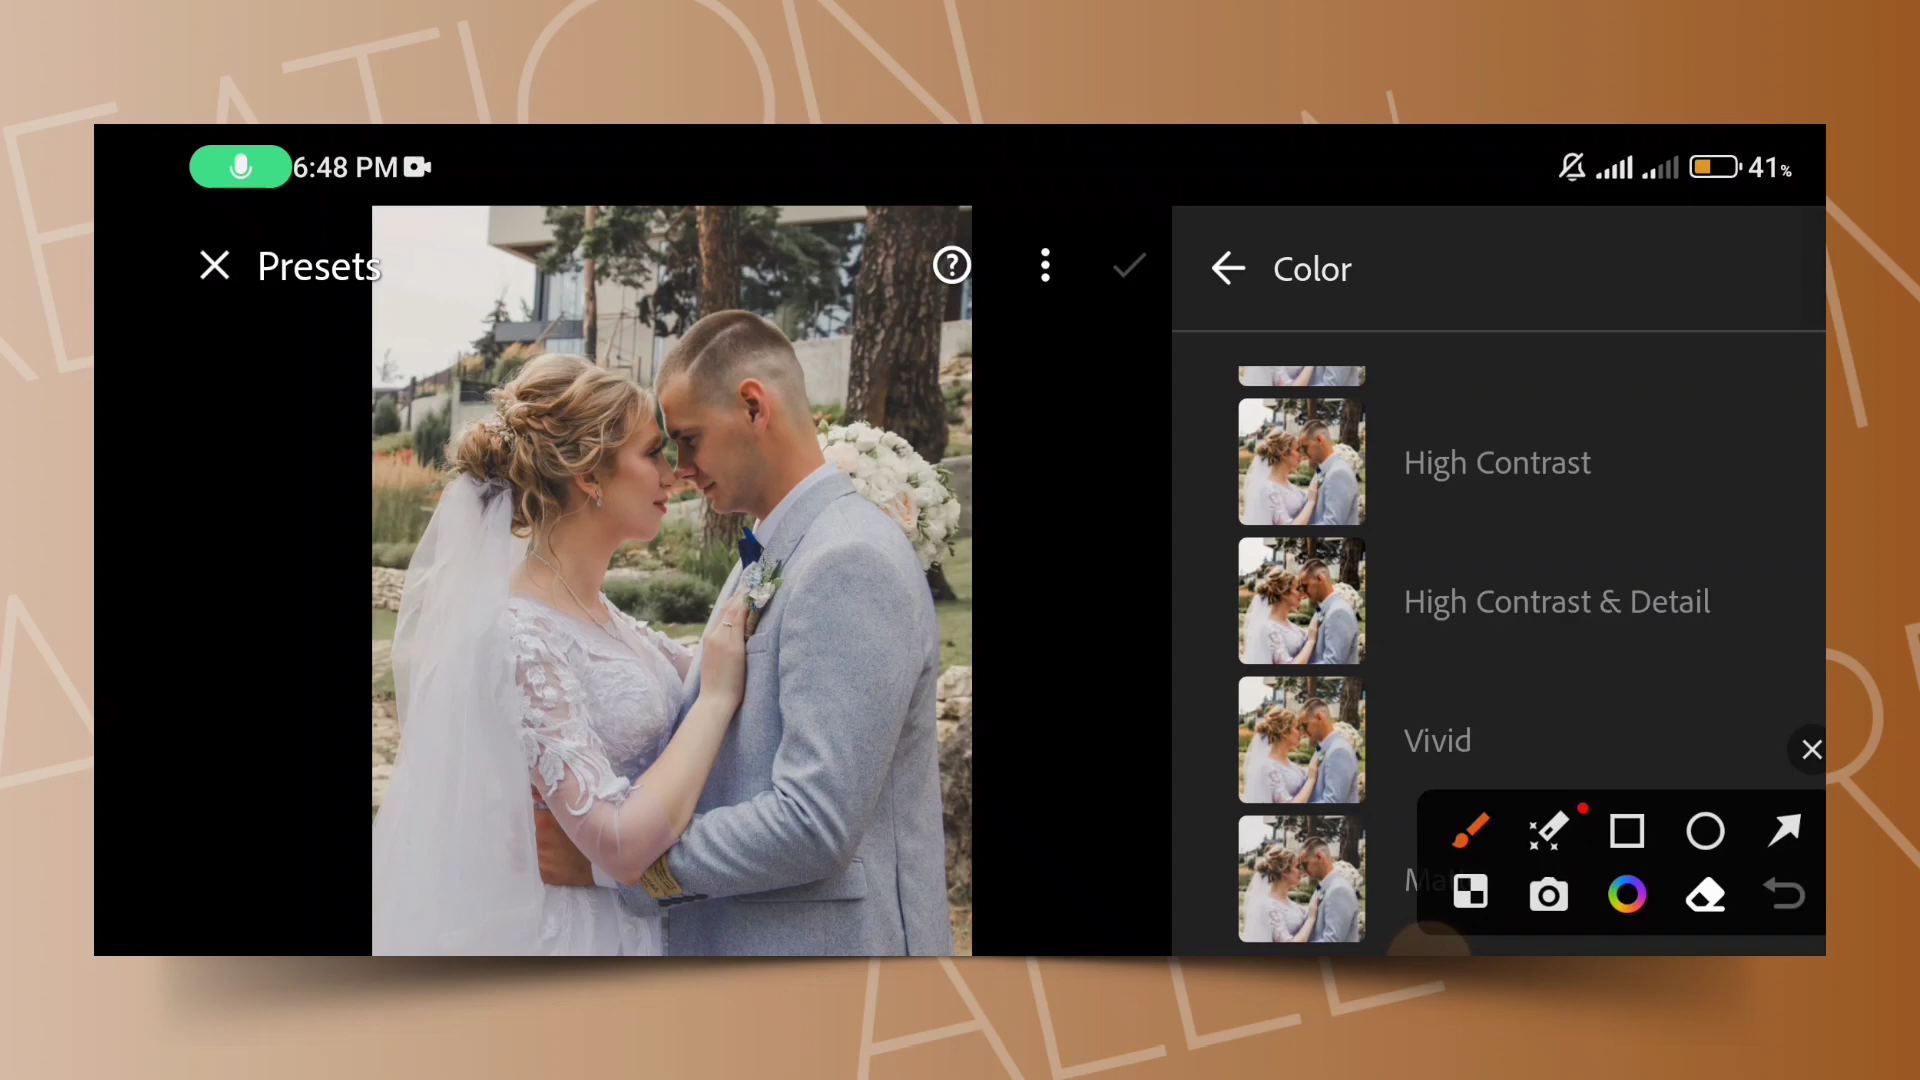 6:48 PM
41%
Presets
Color
High Contrast
High Contrast & Detail
Vivid